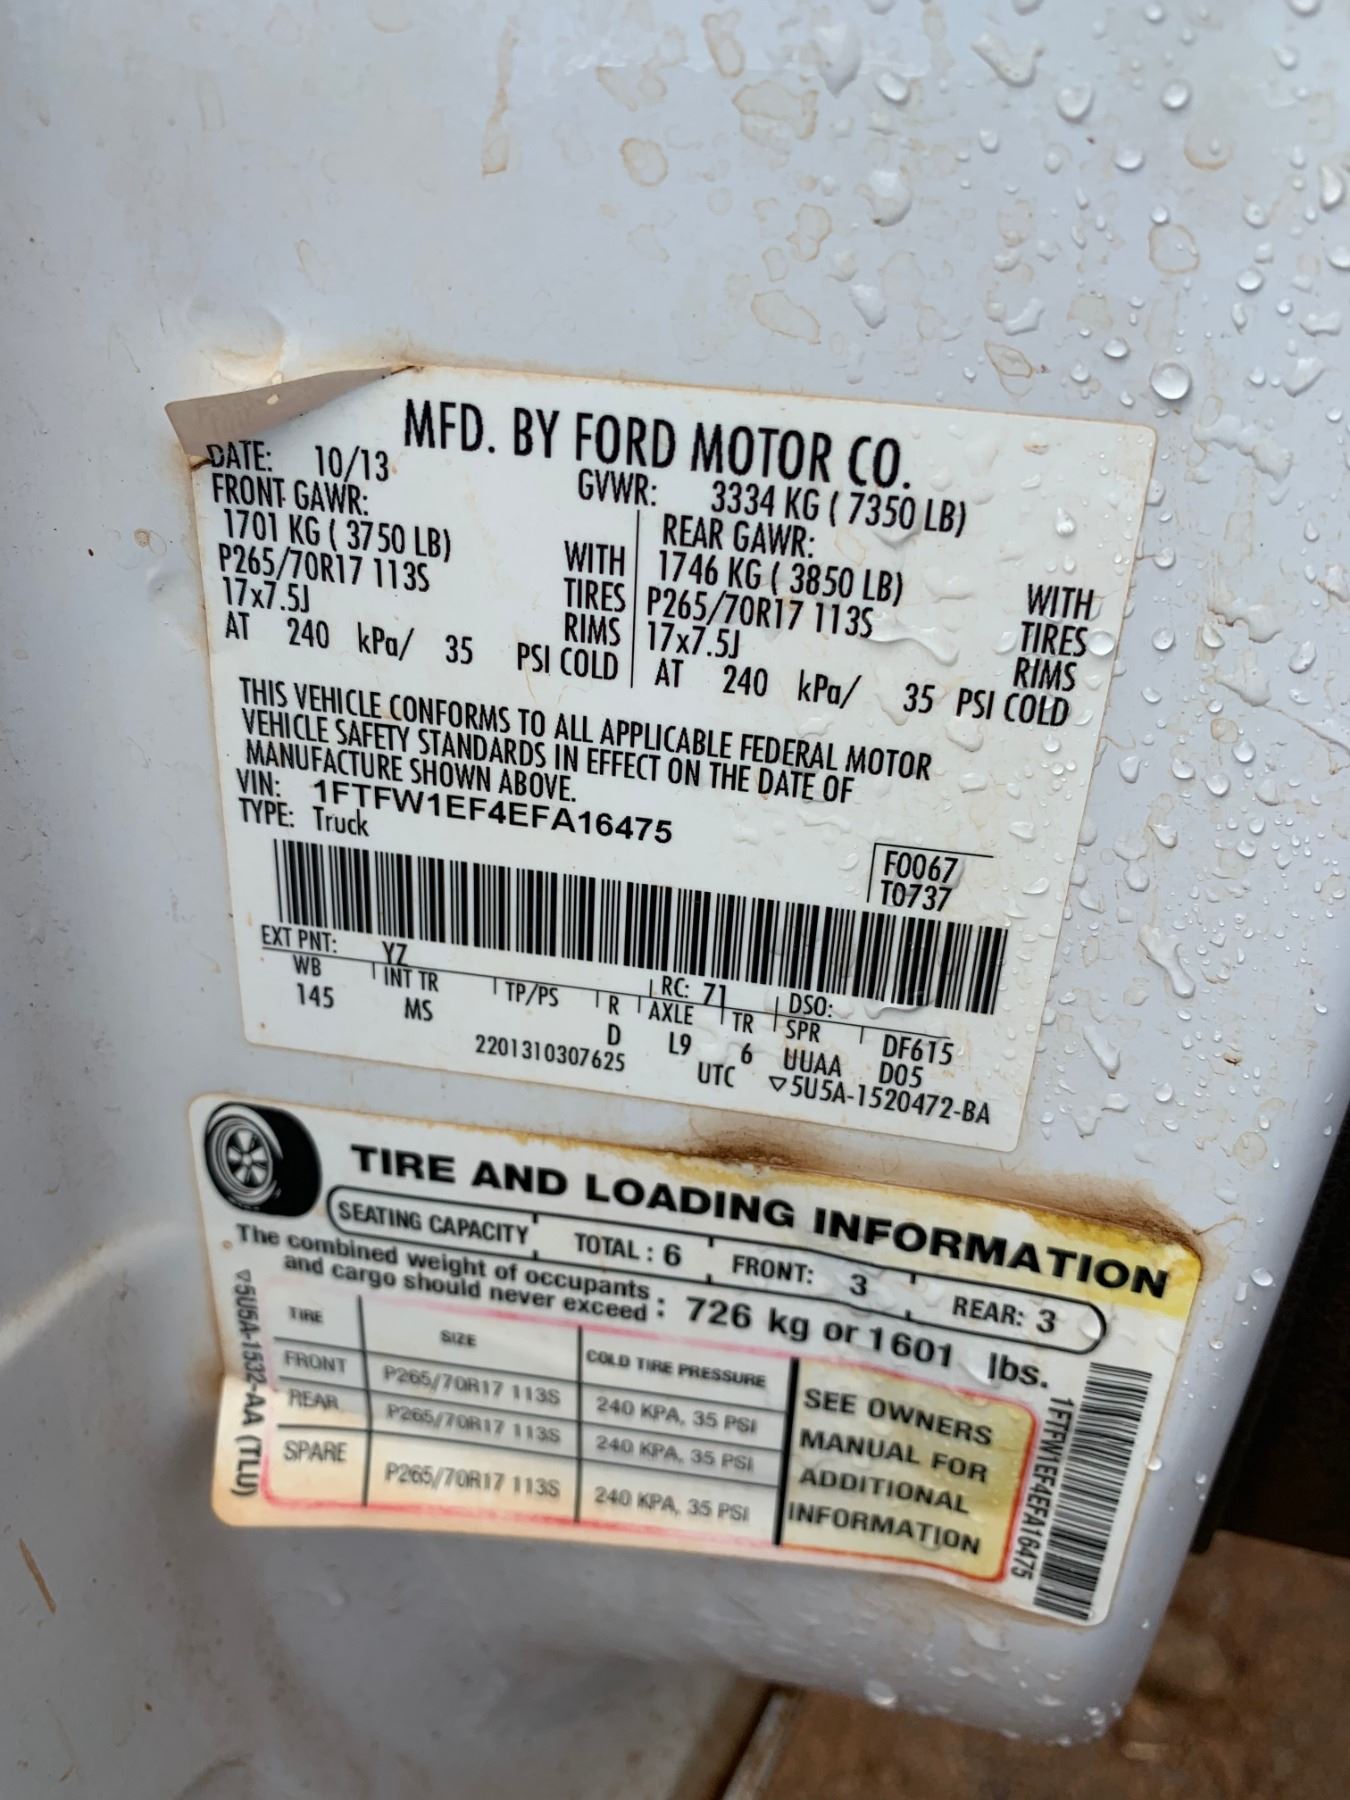 MFD. BY FORD MOTOR CO.
DATE: 10/13 GVWR: 3334 KG ( 7350 LB)
FRONT GAWR: REAR GAWR:
1701 KG ( 3750 LB) WITH 1746 KG ( 3850 LB) WITH
P265/70R17 113S TIRES P265/70R17 113S TIRES
17x7.5J RIMS 17x7.5J RIMS
AT 240 kPa/ 35 PSI COLD AT 240 kPa/ 35 PSI COLD
THIS VEHICLE CONFORMS TO ALL APPLICABLE FEDERAL MOTOR
VEHICLE SAFETY STANDARDS IN EFFECT ON THE DATE OF
MANUFACTURE SHOWN ABOVE.
VIN: 1FTFW1EF4EFA16475
TYPE: Truck
F0067
T0737
EXT PNT: YZ RC: 71 DSO:
WB INT TR TP/PS R AXLE TR SPR DF6T5
145 MS D L9 6 UUAA D05
2201310307625 UTC ▽5U5A-1520472-BA
TIRE AND LOADING INFORMATION
SEATING CAPACITY TOTAL : 6 FRONT: 3 REAR: 3
The combined weight of occupants
and cargo should never exceed : 726 kg or 1601 lbs.
TIRE SIZE COLD TIRE PRESSURE
FRONT P265/70R17 113S 240 KPA, 35 PSI
REAR P265/70R17 113S 240 KPA, 35 PSI
SPARE P265/70R17 113S 240 KPA, 35 PSI
SEE OWNERS
MANUAL FOR
ADDITIONAL
INFORMATION
▽5U5A-1532-AA (TLU)
1FTFW1EF4EFA16475